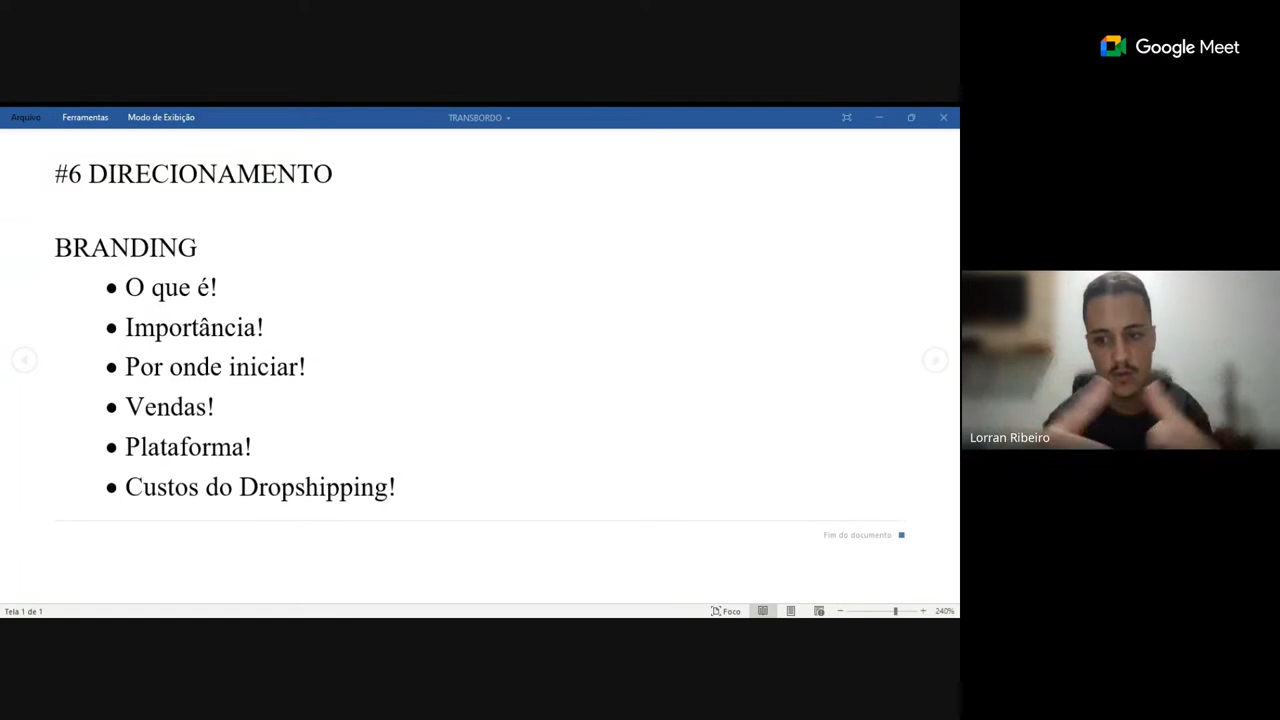 Google Meet
Arquivo Ferramentas Modo de Exibição TRANSBORDO
#6 DIRECIONAMENTO
BRANDING
• O que é!
• Importância!
• Por onde iniciar!
• Vendas!
• Plataforma!
• Custos do Dropshipping!
Lorran Ribeiro
Fim do documento
Tela 1 de 1 Foco 240%